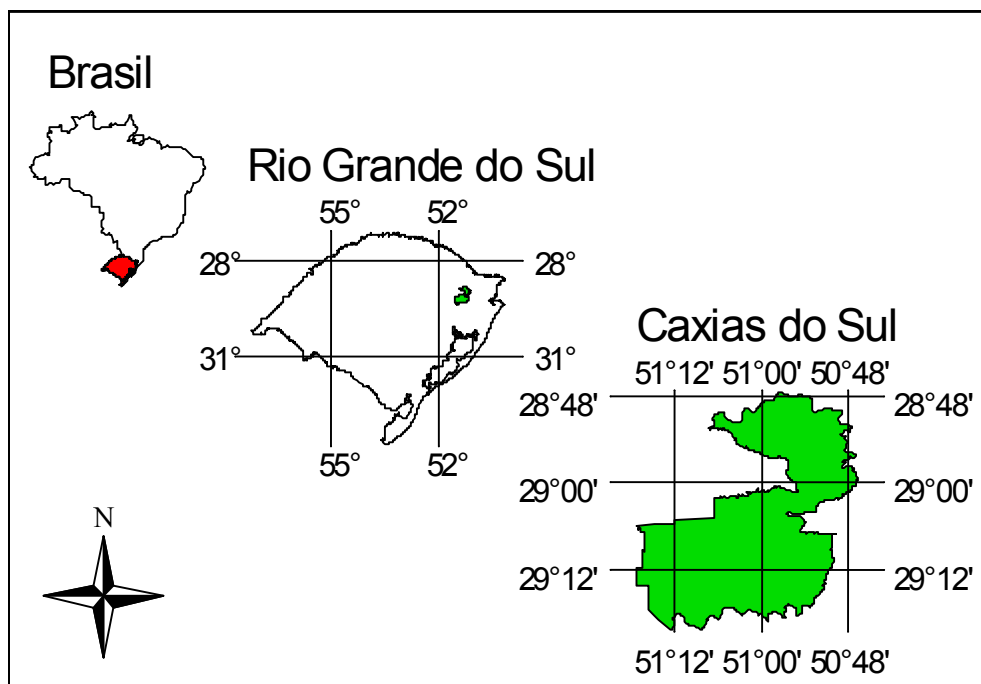 Brasil
Rio Grande do Sul
55° 52°
28° 28°
31° 31°
55° 52°
Caxias do Sul
51°12' 51°00' 50°48'
28°48' 28°48'
29°00' 29°00'
29°12' 29°12'
51°12' 51°00' 50°48'
N